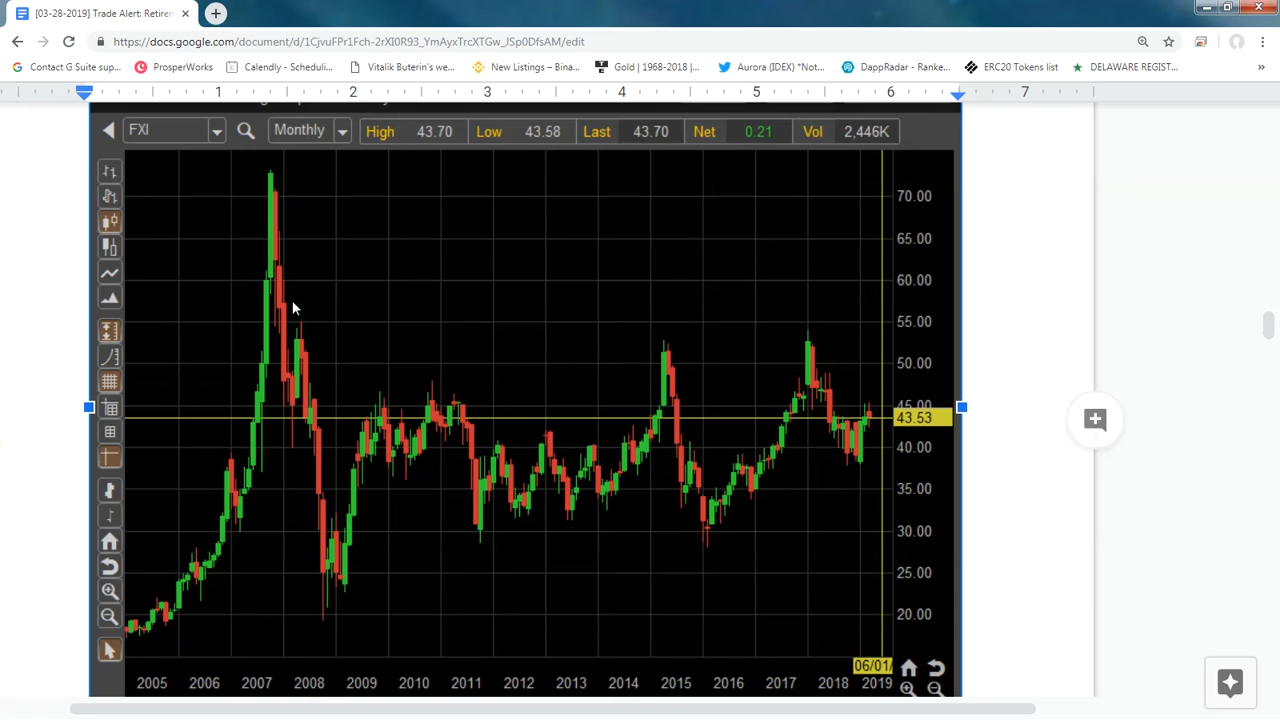 [03-28-2019] Trade Alert: Retirem
https://docs.google.com/document/d/1CjvuFPr1Fch-2rXI0R93_YmAyxTrcXTGw_JSp0DfsAM/edit
Contact G Suite sup... ProsperWorks Calendly - Scheduli... Vitalik Buterin's we... New Listings – Bina... Gold | 1968-2018 |... Aurora (IDEX) *Not... DappRadar - Ranke... ERC20 Tokens list DELAWARE REGIST... »
1 2 3 4 5 6 7
FXI Monthly High 43.70 Low 43.58 Last 43.70 Net 0.21 Vol 2,446K
70.00
65.00
60.00
55.00
50.00
45.00
43.53
40.00
35.00
30.00
25.00
20.00
06/01/
2005 2006 2007 2008 2009 2010 2011 2012 2013 2014 2015 2016 2017 2018 2019